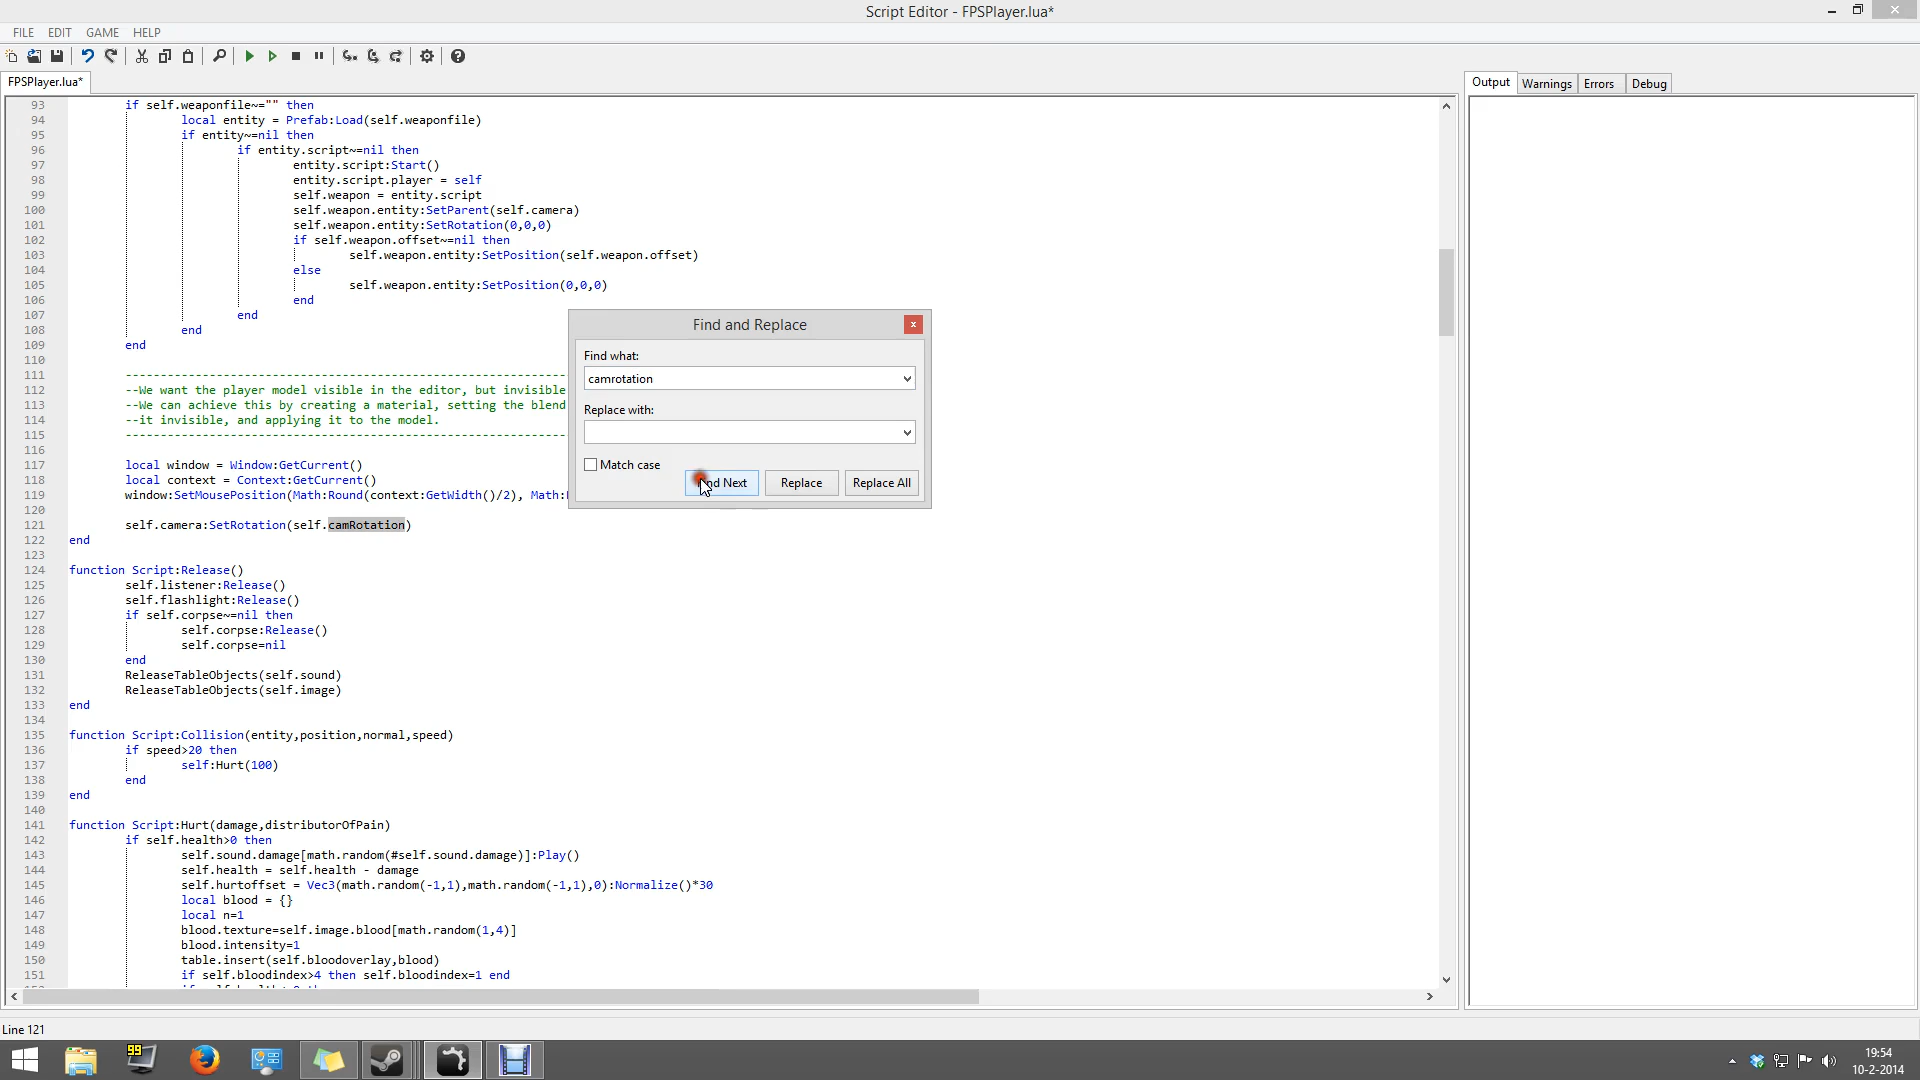 Script Editor - FPSPlayer.lua*
FILE EDIT GAME HELP
FPSPlayer.lua*
Output Warnings Errors Debug
93 if self.weaponfile~="" then
94 local entity = Prefab:Load(self.weaponfile)
95 if entity~=nil then
96 if entity.script~=nil then
97 entity.script:Start()
98 entity.script.player = self
99 self.weapon = entity.script
100 self.weapon.entity:SetParent(self.camera)
101 self.weapon.entity:SetRotation(0,0,0)
102 if self.weapon.offset~=nil then
103 self.weapon.entity:SetPosition(self.weapon.offset)
104 else
105 self.weapon.entity:SetPosition(0,0,0)
106 end
107 end
108 end
109 end
110
111 --------------------------------------------------------------
112 --We want the player model visible in the editor, but invisible
113 --We can achieve this by creating a material, setting the blend
114 --it invisible, and applying it to the model.
115 --------------------------------------------------------------
116
117 local window = Window:GetCurrent()
118 local context = Context:GetCurrent()
119 window:SetMousePosition(Math:Round(context:GetWidth()/2), Math:
120
121 self.camera:SetRotation(self.camRotation)
122 end
123
124 function Script:Release()
125 self.listener:Release()
126 self.flashlight:Release()
127 if self.corpse~=nil then
128 self.corpse:Release()
129 self.corpse=nil
130 end
131 ReleaseTableObjects(self.sound)
132 ReleaseTableObjects(self.image)
133 end
134
135 function Script:Collision(entity,position,normal,speed)
136 if speed>20 then
137 self:Hurt(100)
138 end
139 end
140
141 function Script:Hurt(damage,distributorOfPain)
142 if self.health>0 then
143 self.sound.damage[math.random(#self.sound.damage)]:Play()
144 self.health = self.health - damage
145 self.hurtoffset = Vec3(math.random(-1,1),math.random(-1,1),0):Normalize()*30
146 local blood = {}
147 local n=1
148 blood.texture=self.image.blood[math.random(1,4)]
149 blood.intensity=1
150 table.insert(self.bloodoverlay,blood)
151 if self.bloodindex>4 then self.bloodindex=1 end
Find and Replace
Find what:
camrotation
Replace with:
Match case
Next Replace Replace All
Line 121
99
19:54
10-2-2014